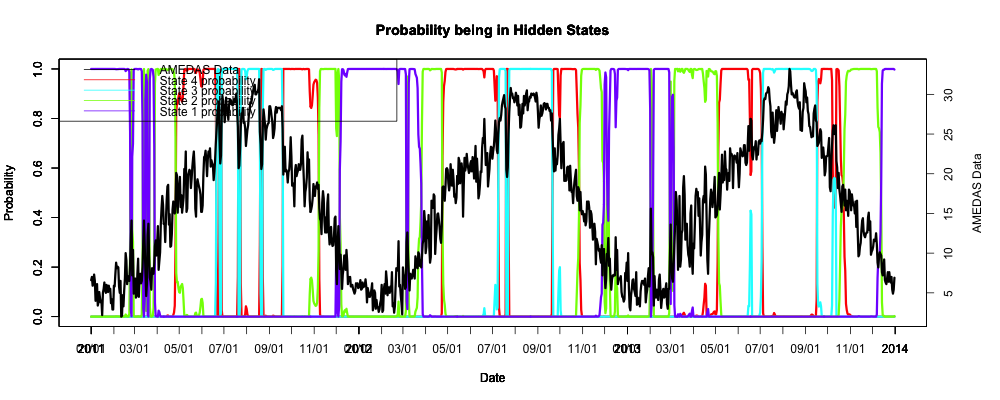 Probability being in Hidden States
AMEDAS Data
State 4 probability
State 3 probability
State 2 probability
State 1 probability
1.0
0.8
0.6
0.4
0.2
0.0
Probability
30
25
20
15
10
5
AMEDAS Data
2011 03/01 05/01 07/01 09/01 11/01 2012 03/01 05/01 07/01 09/01 11/01 2013 03/01 05/01 07/01 09/01 11/01 2014
Date